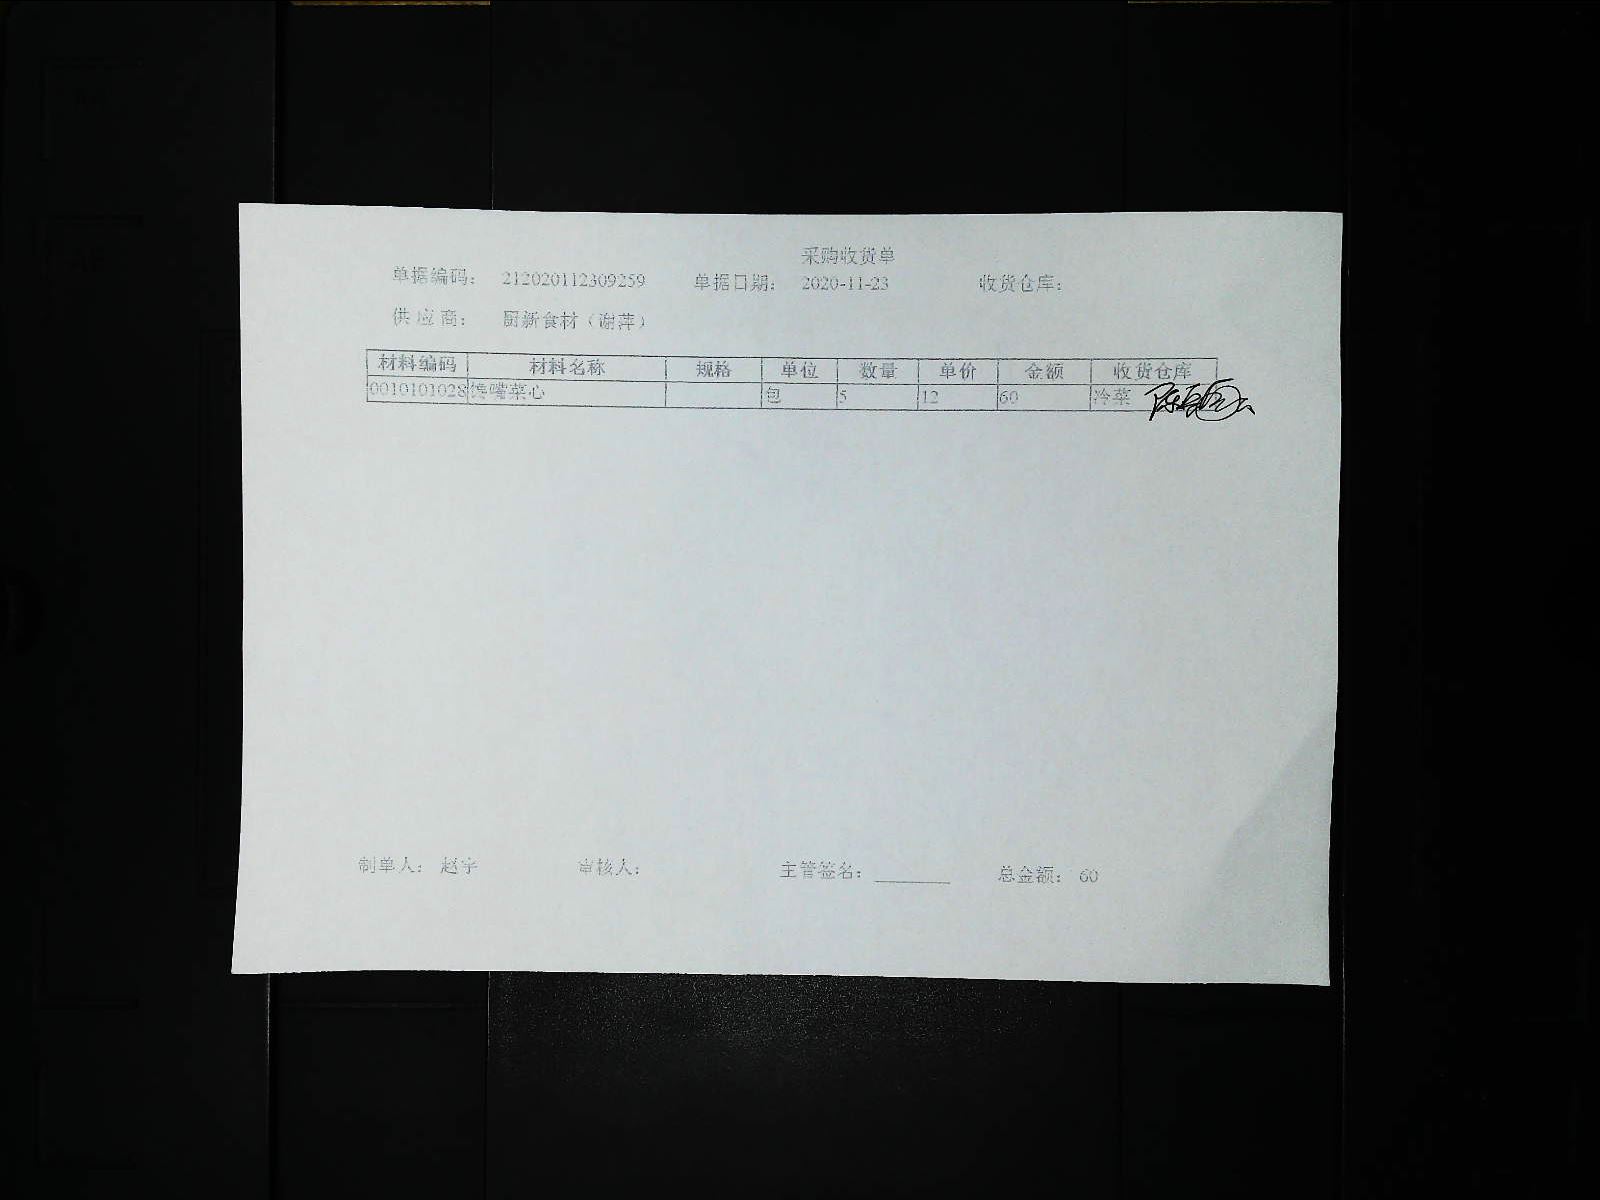 采购收货单
单据编码： 212020112309259 单据日期： 2020-11-23 收货仓库：
供 应 商： 厨新食材（谢萍）
材料编码 材料名称 规格 单位 数量 单价 金额 收货仓库
0010101028 馋嘴菜心 包 5 12 60 冷菜
制单人： 赵宇 审核人： 主管签名： ________ 总金额： 60